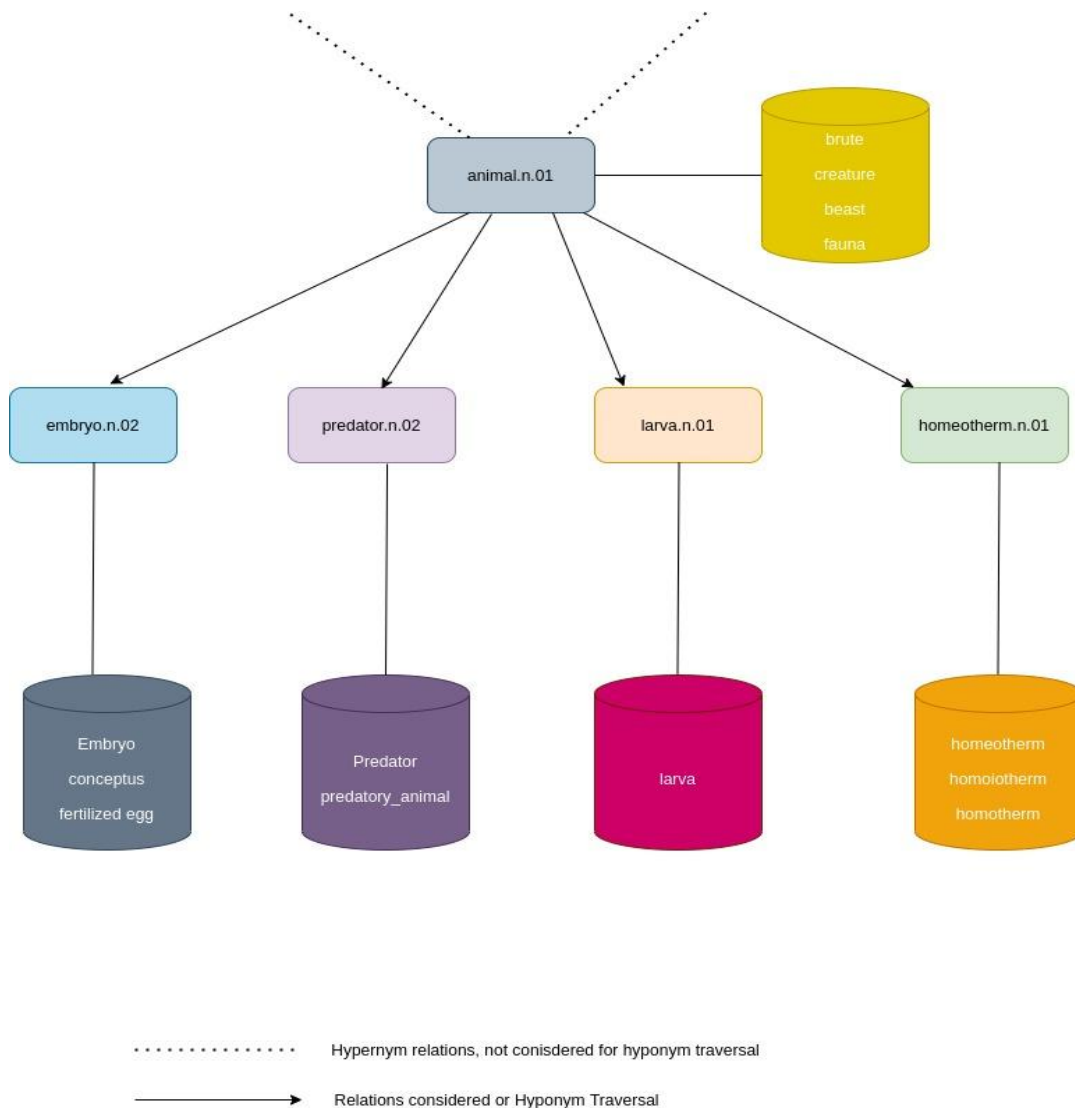 brute
creature
beast
fauna
animal.n.01
embryo.n.02
predator.n.02
larva.n.01
homeotherm.n.01
Embryo
conceptus
fertilized egg
Predator
predatory_animal
larva
homeotherm
homoiotherm
homotherm
Hypernym relations, not conisdered for hyponym traversal
Relations considered or Hyponym Traversal